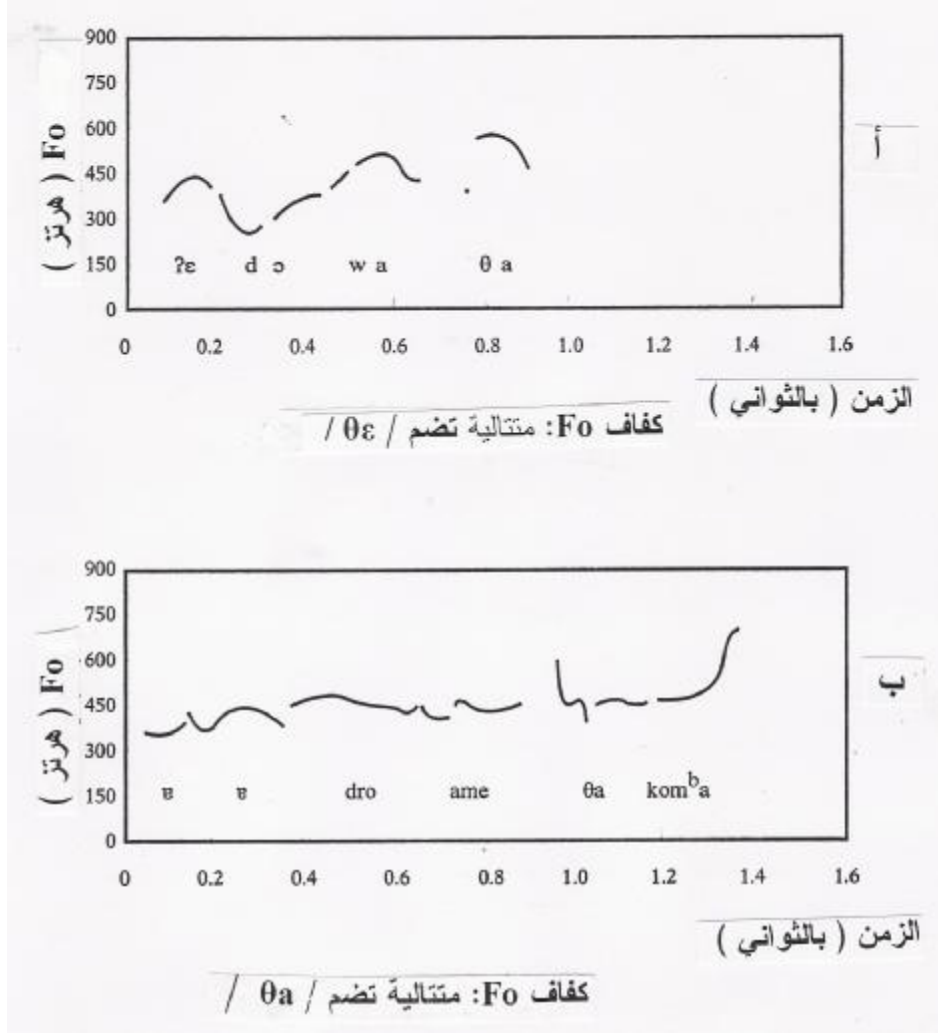 900
750
600
450
300
150
0
Fo ( هرتز )
أ
ʔɛ d ɔ w a θ a
0 0.2 0.4 0.6 0.8 1.0 1.2 1.4 1.6
الزمن ( بالثواني )
كفاف Fo: متتالية تضم / θɛ /
900
750
600
450
300
150
0
Fo ( هرتز )
ب
ɐ ɐ dro ame θa komᵇa
0 0.2 0.4 0.6 0.8 1.0 1.2 1.4 1.6
الزمن ( بالثواني )
كفاف Fo: متتالية تضم / θa /